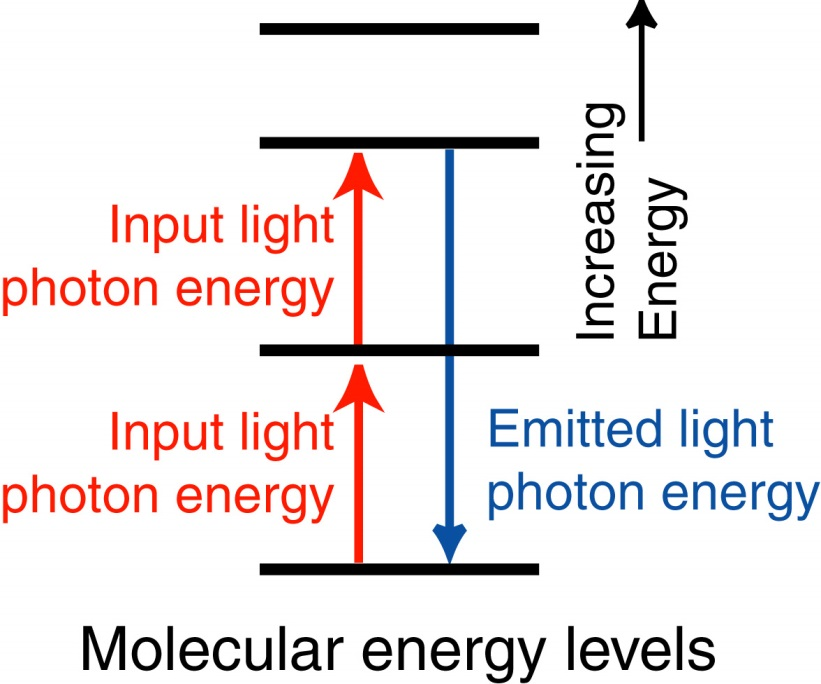 Increasing
Energy
Input light
photon energy
Input light
photon energy
Emitted light
photon energy
Molecular energy levels